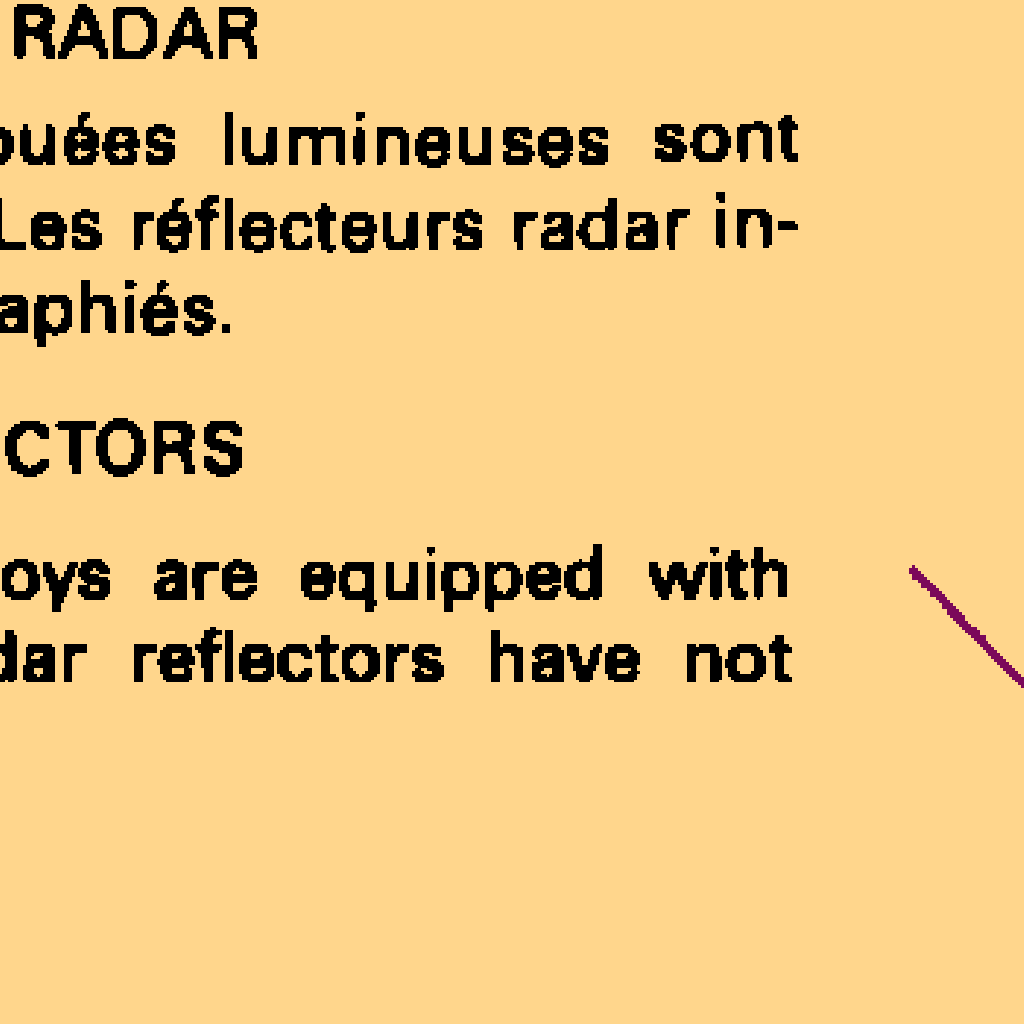 RADAR
ouées lumineuses sont
Les réflecteurs radar in-
aphiés.
CTORS
oys are equipped with
dar reflectors have not